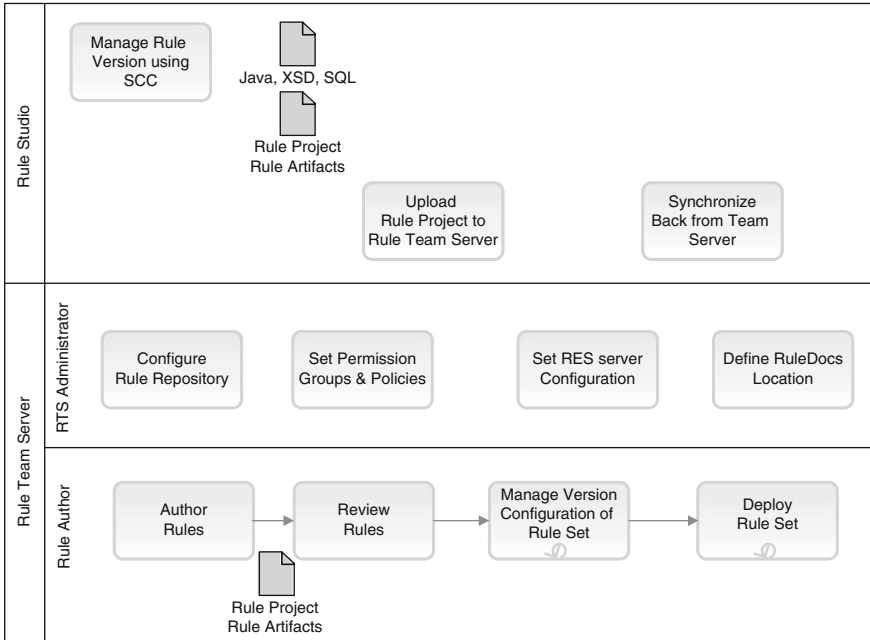 Rule Studio
Manage Rule
Version using
SCC
Java, XSD, SQL
Rule Project
Rule Artifacts
Upload
Rule Project to
Rule Team Server
Synchronize
Back from Team
Server
Rule Team Server
RTS Administrator
Configure
Rule Repository
Set Permission
Groups & Policies
Set RES server
Configuration
Define RuleDocs
Location
Rule Author
Author
Rules
Review
Rules
Manage Version
Configuration of
Rule Set
Deploy
Rule Set
Rule Project
Rule Artifacts